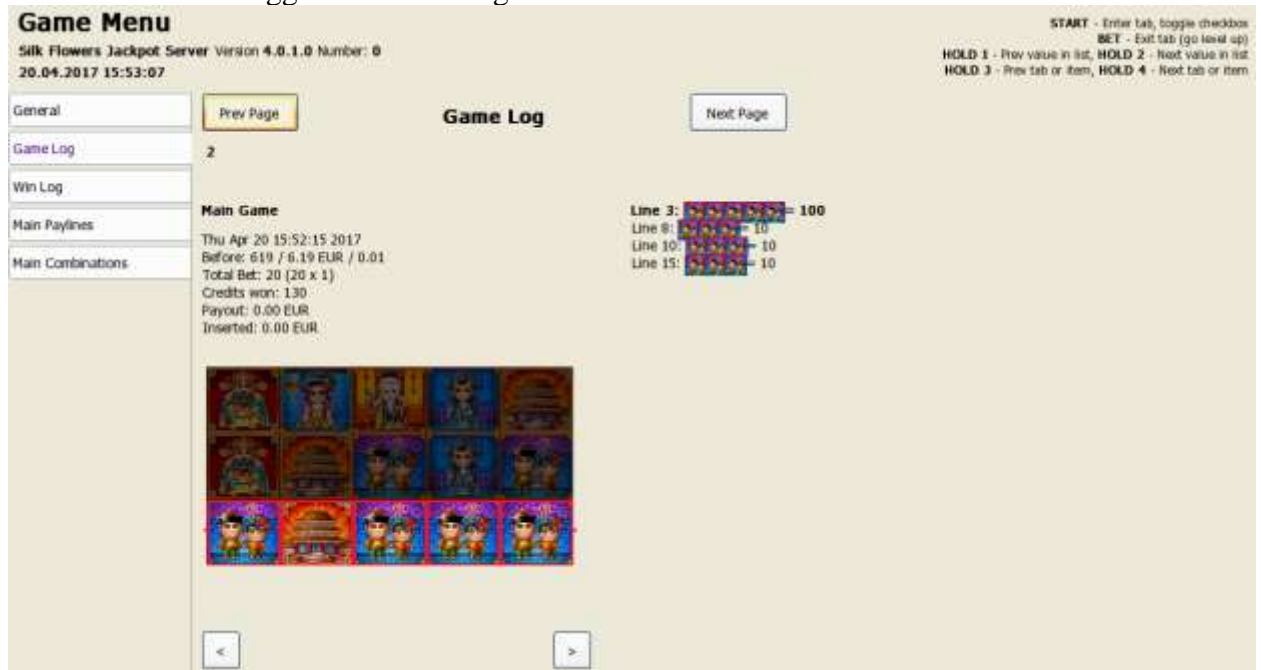 Game Menu
Silk Flowers Jackpot Server Version 4.0.1.0 Number: 0
20.04.2017 15:53:07
START - Enter tab, toggle checkbox
BET - Exit tab (go level up)
HOLD 1 - Prev value in list, HOLD 2 - Next value in list
HOLD 3 - Prev tab or item, HOLD 4 - Next tab or item
General
Game Log
Win Log
Main Paylines
Main Combinations
Prev Page
Game Log
Next Page
2
Main Game
Thu Apr 20 15:52:15 2017
Before: 619 / 6.19 EUR / 0.01
Total Bet: 20 (20 x 1)
Credits won: 130
Payout: 0.00 EUR
Inserted: 0.00 EUR
Line 3: = 100
Line 8: = 10
Line 10: = 10
Line 15: = 10
< >